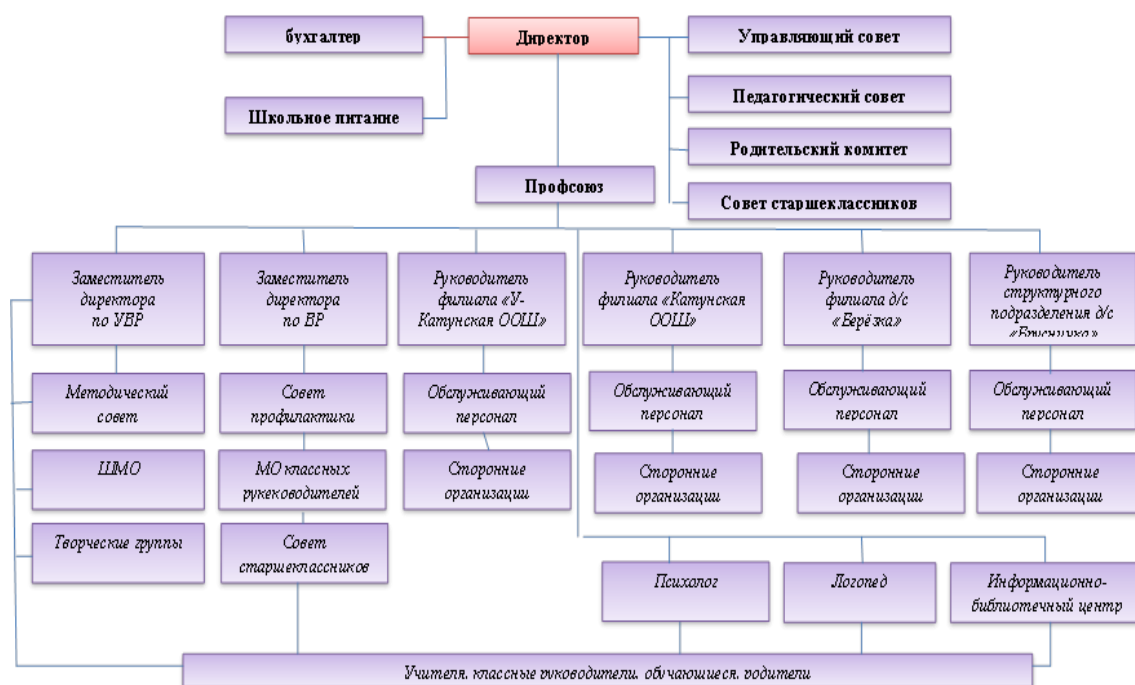 бухгалтер
Директор
Управляющий совет
Школьное питание
Педагогический совет
Родительский комитет
Профсоюз
Совет старшеклассников
Заместитель
директора
по УВР
Заместитель
директора
по ВР
Руководитель
филиала «У-
Катунская ООШ»
Руководитель
филиала «Катунская
ООШ»
Руководитель
филиала д/с
«Берёзка»
Руководитель
структурного
подразделения д/с
«Брусничка»
Методический
совет
Совет
профилактики
Обслуживающий
персонал
Обслуживающий
персонал
Обслуживающий
персонал
Обслуживающий
персонал
ШМО
МО классных
рукеководителей
Сторонние
организации
Сторонние
организации
Сторонние
организации
Сторонние
организации
Творческие группы
Совет
старшеклассников
Психолог
Логопед
Информационно-
библиотечный центр
Учителя, классные руководители, обучающиеся, родители